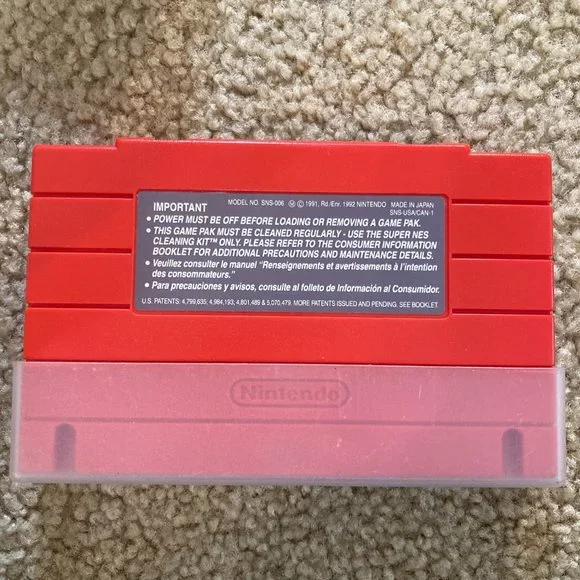 IMPORTANT MODEL NO. SNS-006 Ⓜ © 1991, Rd./Enr. 1992 NINTENDO MADE IN JAPAN
SNS-USA/CAN-1
• POWER MUST BE OFF BEFORE LOADING OR REMOVING A GAME PAK.
• THIS GAME PAK MUST BE CLEANED REGULARLY - USE THE SUPER NES
CLEANING KIT™ ONLY. PLEASE REFER TO THE CONSUMER INFORMATION
BOOKLET FOR ADDITIONAL PRECAUTIONS AND MAINTENANCE DETAILS.
• Veuillez consulter le manuel "Renseignements et avertissements à l'intention
des consommateurs."
• Para precauciones y avisos, consulte al folleto de Información al Consumidor.
U.S. PATENTS: 4,799,635; 4,984,193; 4,801,489 & 5,070,479. MORE PATENTS ISSUED AND PENDING. SEE BOOKLET
Nintendo